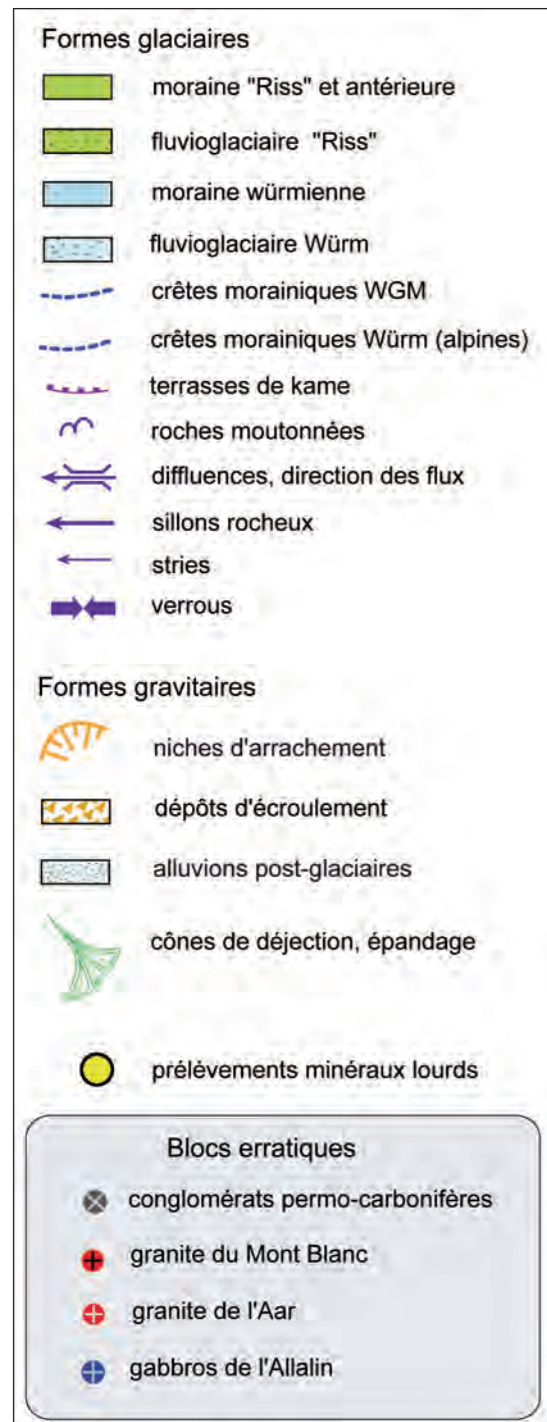 Formes glaciaires
moraine "Riss" et antérieure
fluvioglaciaire "Riss"
moraine würmienne
fluvioglaciaire Würm
crêtes morainiques WGM
crêtes morainiques Würm (alpines)
terrasses de kame
roches moutonnées
diffluences, direction des flux
sillons rocheux
stries
verrous
Formes gravitaires
niches d'arrachement
dépôts d'écroulement
alluvions post-glaciaires
cônes de déjection, épandage
prélèvements minéraux lourds
Blocs erratiques
conglomérats permo-carbonifères
granite du Mont Blanc
granite de l'Aar
gabbros de l'Allalin